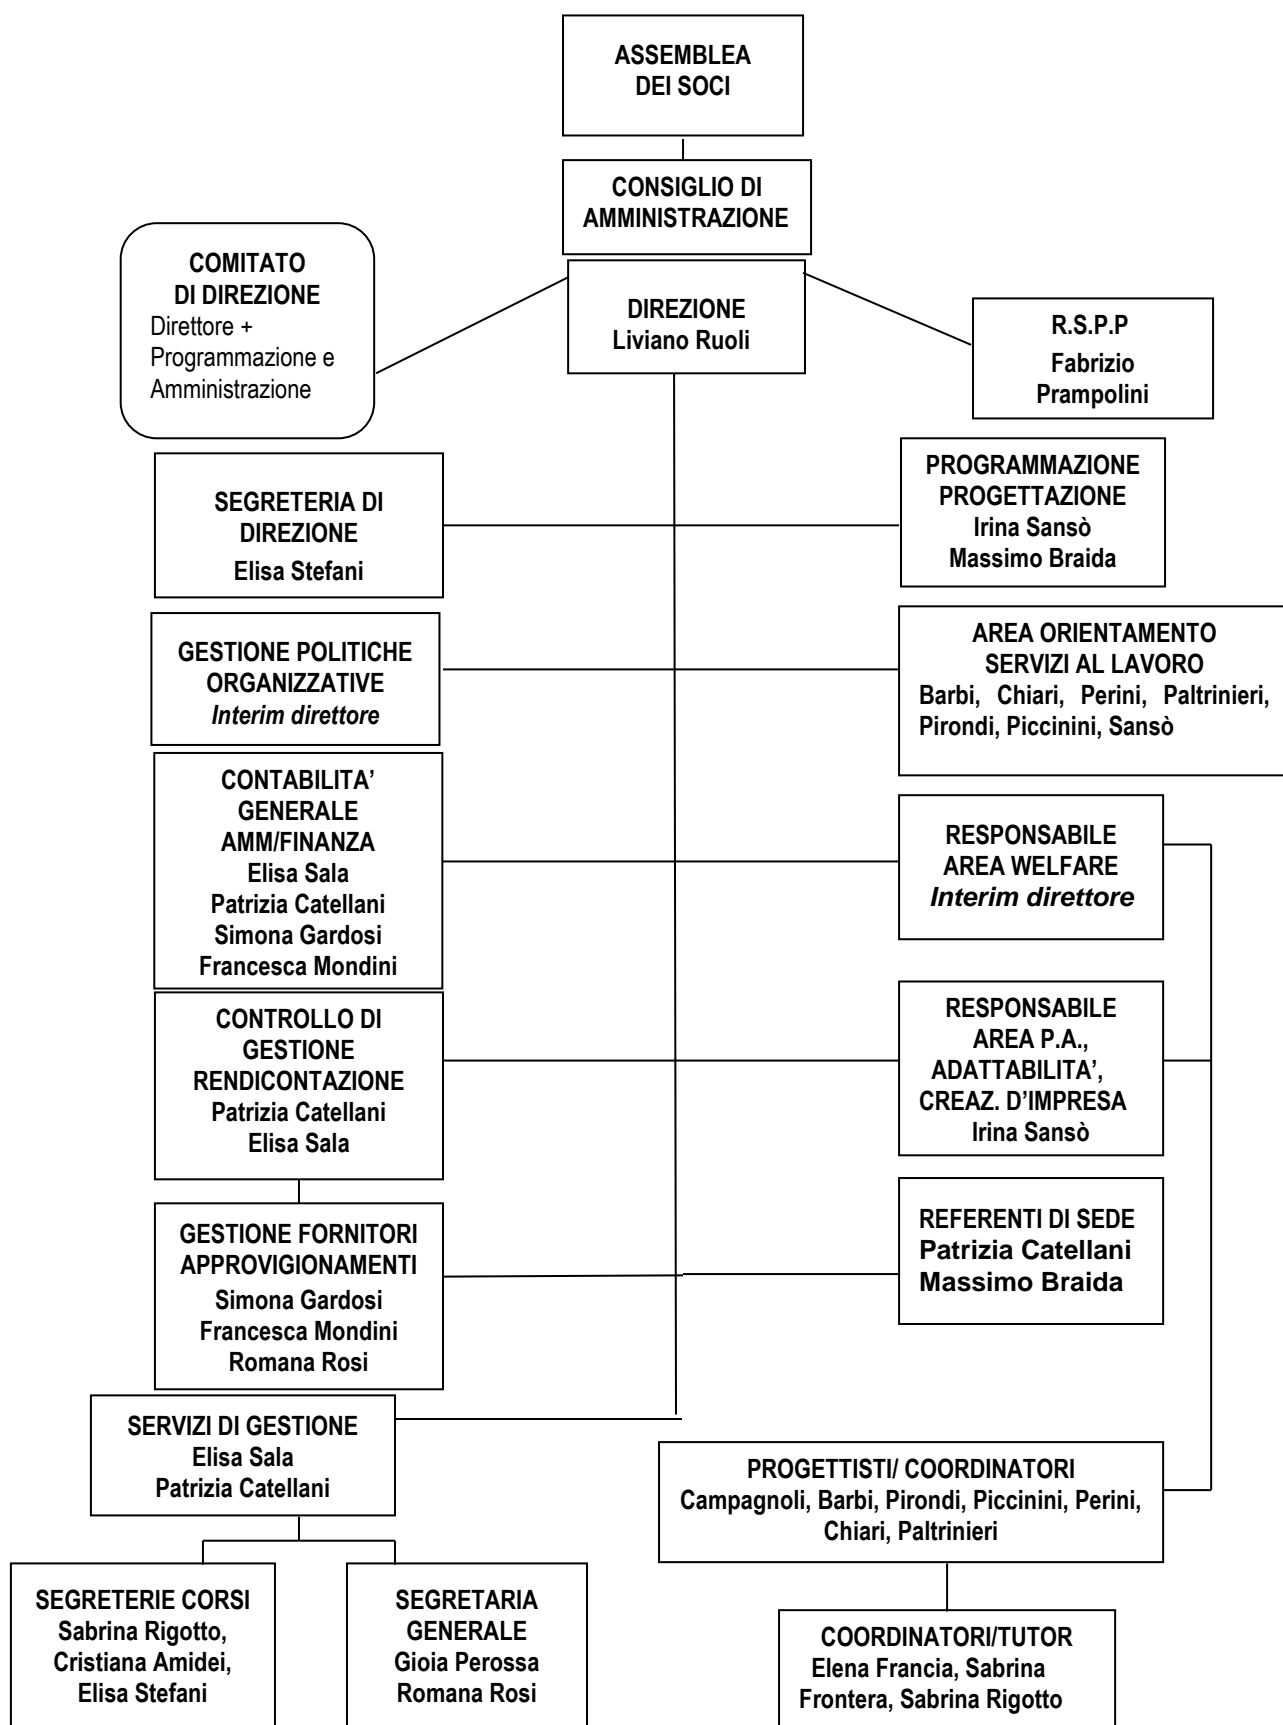 ASSEMBLEA
DEI SOCI
CONSIGLIO DI
AMMINISTRAZIONE
COMITATO
DI DIREZIONE
Direttore +
Programmazione e
Amministrazione
DIREZIONE
Liviano Ruoli
R.S.P.P
Fabrizio
Prampolini
SEGRETERIA DI
DIREZIONE
Elisa Stefani
PROGRAMMAZIONE
PROGETTAZIONE
Irina Sansò
Massimo Braida
GESTIONE POLITICHE
ORGANIZZATIVE
Interim direttore
AREA ORIENTAMENTO
SERVIZI AL LAVORO
Barbi, Chiari, Perini, Paltrinieri,
Pirondi, Piccinini, Sansò
CONTABILITA’
GENERALE
AMM/FINANZA
Elisa Sala
Patrizia Catellani
Simona Gardosi
Francesca Mondini
RESPONSABILE
AREA WELFARE
Interim direttore
CONTROLLO DI
GESTIONE
RENDICONTAZIONE
Patrizia Catellani
Elisa Sala
RESPONSABILE
AREA P.A.,
ADATTABILITA’,
CREAZ. D’IMPRESA
Irina Sansò
GESTIONE FORNITORI
APPROVIGIONAMENTI
Simona Gardosi
Francesca Mondini
Romana Rosi
REFERENTI DI SEDE
Patrizia Catellani
Massimo Braida
SERVIZI DI GESTIONE
Elisa Sala
Patrizia Catellani
PROGETTISTI/ COORDINATORI
Campagnoli, Barbi, Pirondi, Piccinini, Perini,
Chiari, Paltrinieri
SEGRETERIE CORSI
Sabrina Rigotto,
Cristiana Amidei,
Elisa Stefani
SEGRETARIA
GENERALE
Gioia Perossa
Romana Rosi
COORDINATORI/TUTOR
Elena Francia, Sabrina
Frontera, Sabrina Rigotto